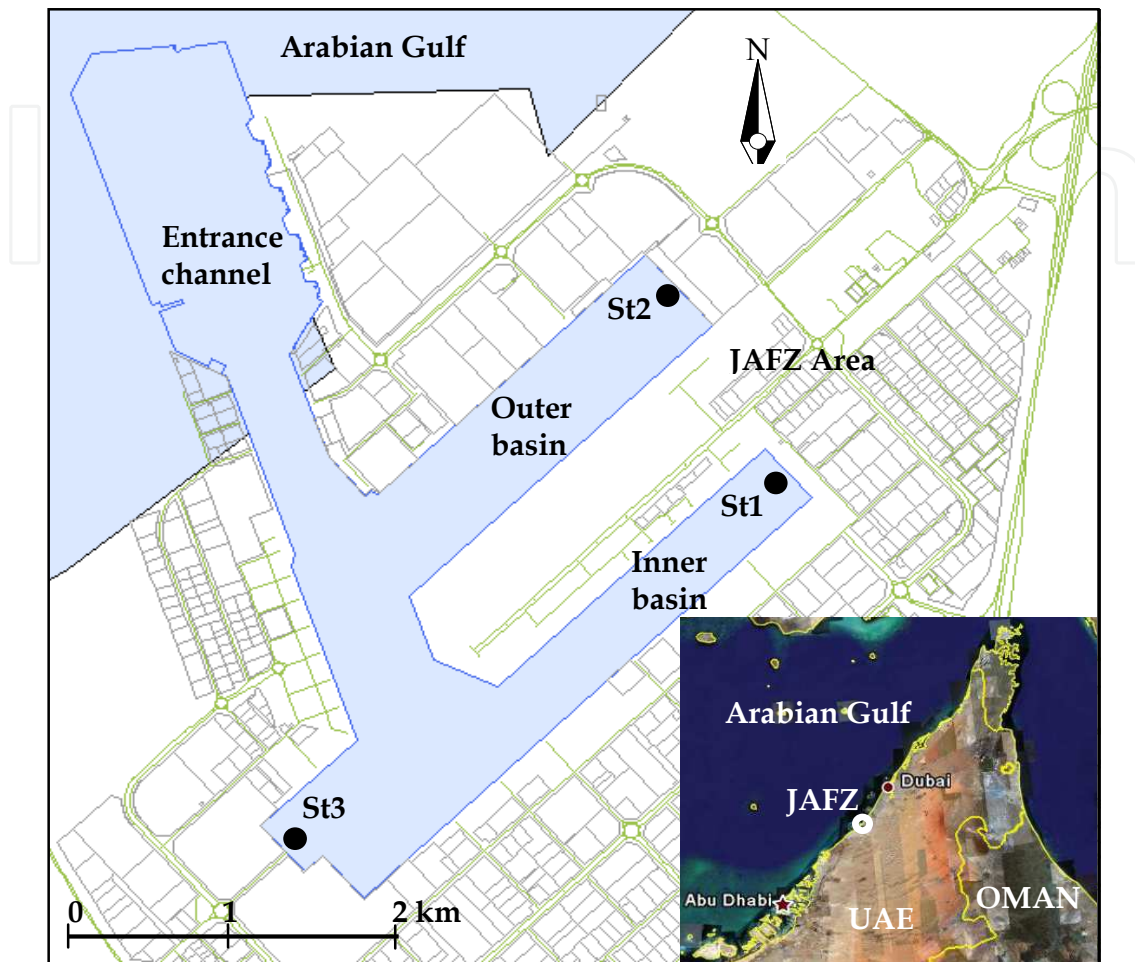 Arabian Gulf
N
Entrance
channel
St2
JAFZ Area
Outer
basin
St1
Inner
basin
St3
0 1 2 km
Arabian Gulf
Dubai
JAFZ
Abu Dhabi
UAE
OMAN